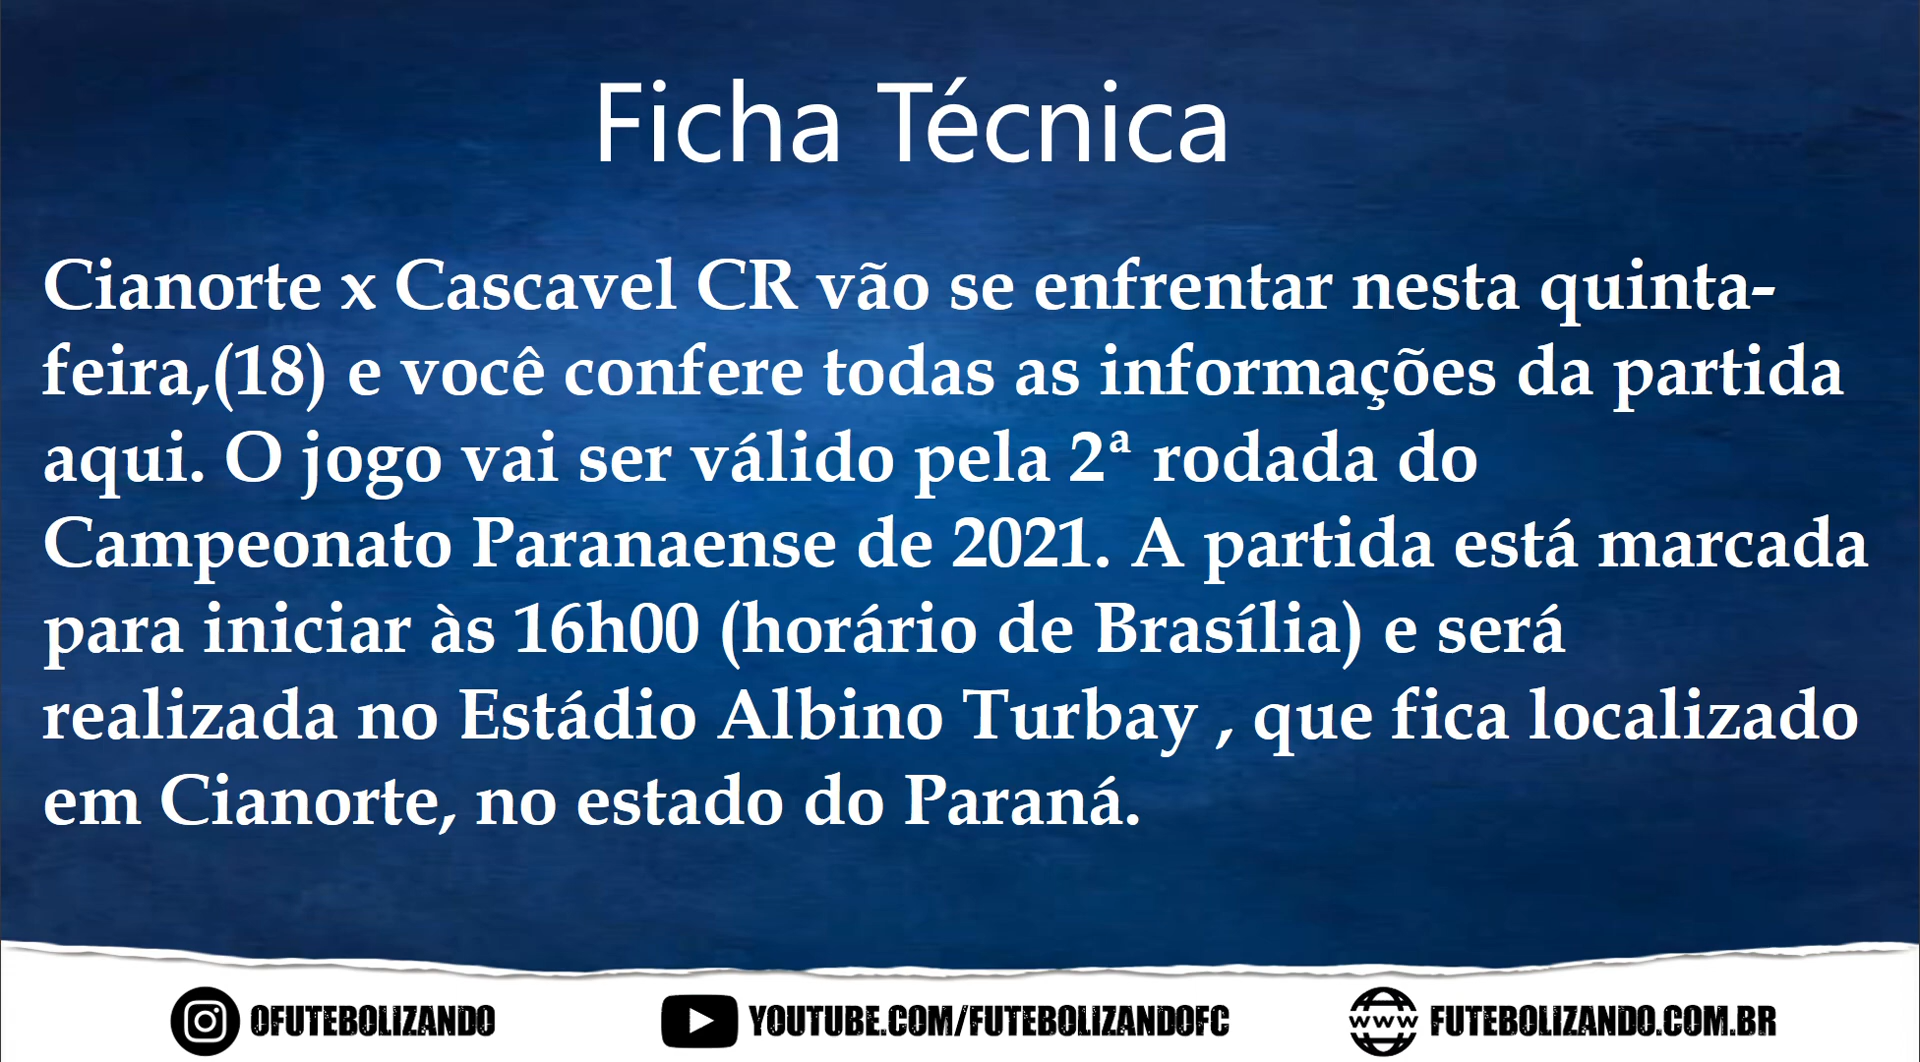 Ficha Técnica
Cianorte x Cascavel CR vão se enfrentar nesta quinta-
feira,(18) e você confere todas as informações da partida
aqui. O jogo vai ser válido pela 2ª rodada do
Campeonato Paranaense de 2021. A partida está marcada
para iniciar às 16h00 (horário de Brasília) e será
realizada no Estádio Albino Turbay , que fica localizado
em Cianorte, no estado do Paraná.
OFUTEBOLIZANDO YOUTUBE.COM/FUTEBOLIZANDOFC WWW FUTEBOLIZANDO.COM.BR